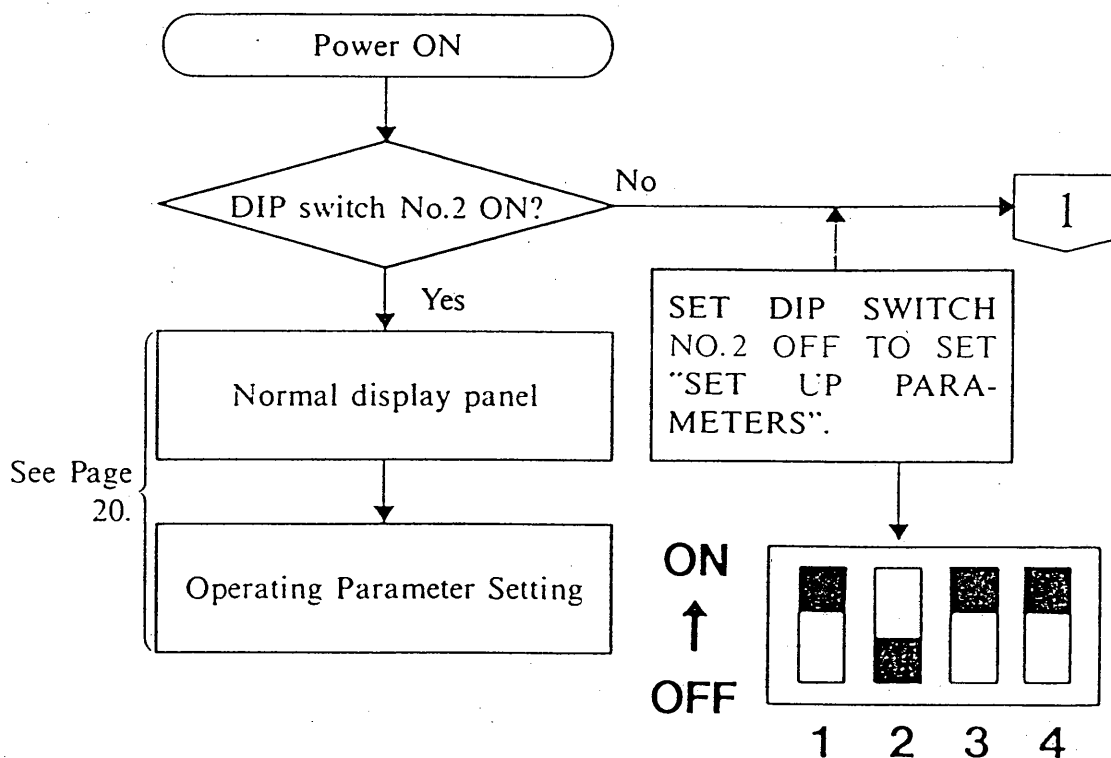 Power ON
DIP switch No.2 ON?
No
1
Yes
SET DIP SWITCH
NO.2 OFF TO SET
"SET UP PARA-
METERS".
Normal display panel
See Page
20.
Operating Parameter Setting
ON
↑
OFF
1 2 3 4